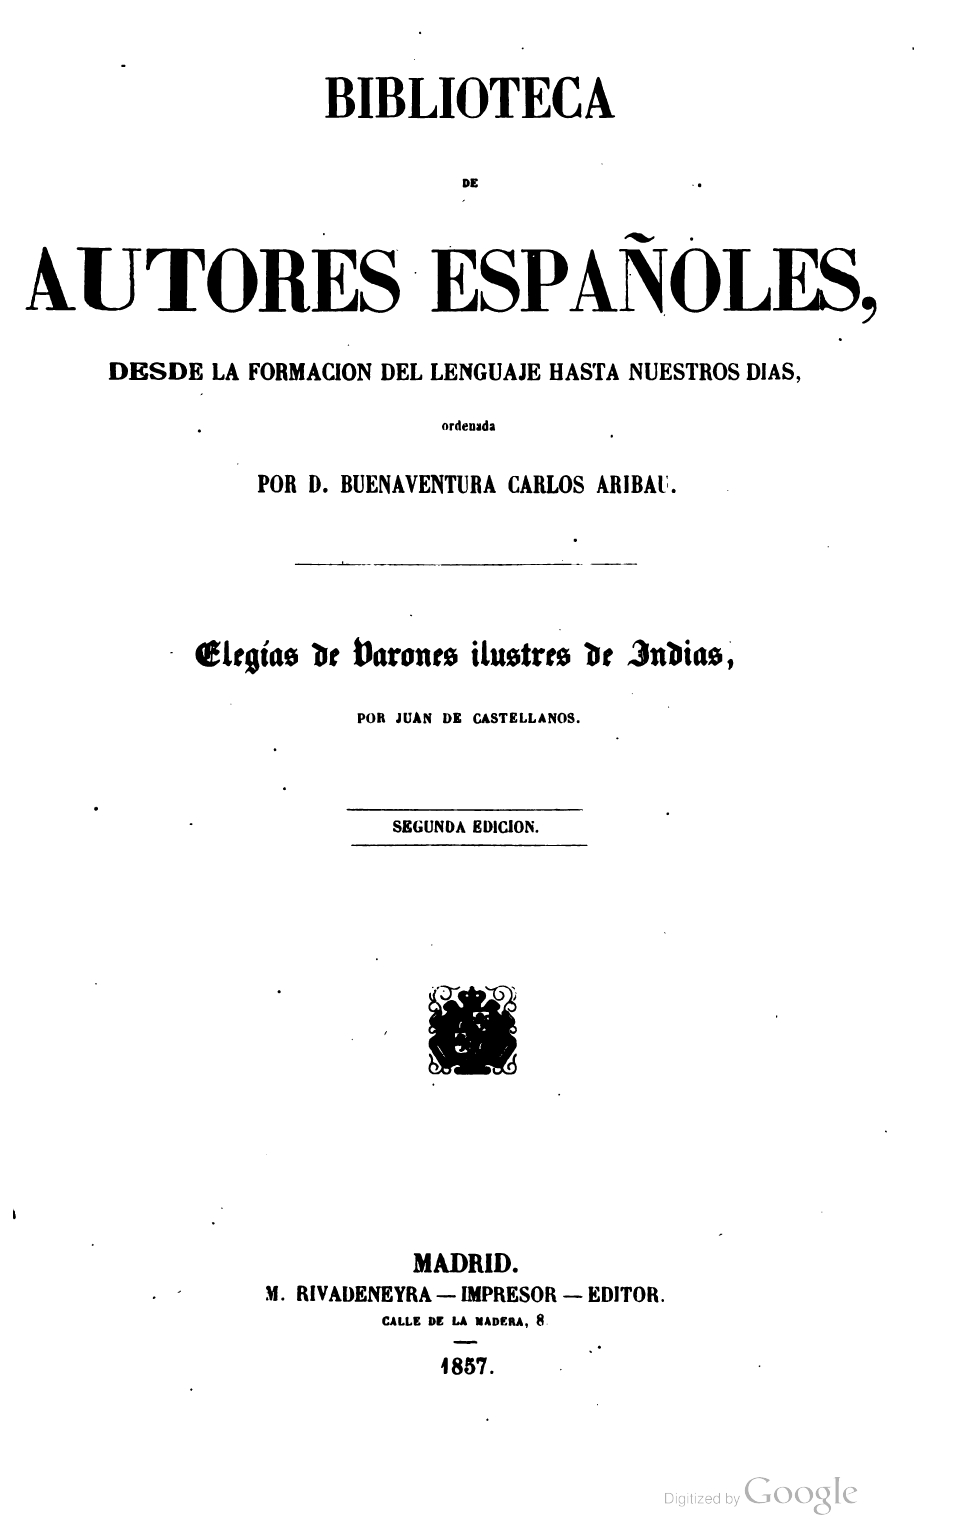 BIBLIOTECA
DE
AUTORES ESPAÑOLES,
DESDE LA FORMACION DEL LENGUAJE HASTA NUESTROS DIAS,
ordenada
POR D. BUENAVENTURA CARLOS ARIBAU.
Elegías de Varones ilustres de Indias,
POR JUAN DE CASTELLANOS.
SEGUNDA EDICION.
MADRID.
M. RIVADENEYRA — IMPRESOR — EDITOR.
CALLE DE LA MADERA, 8
1857.
Digitized by Google